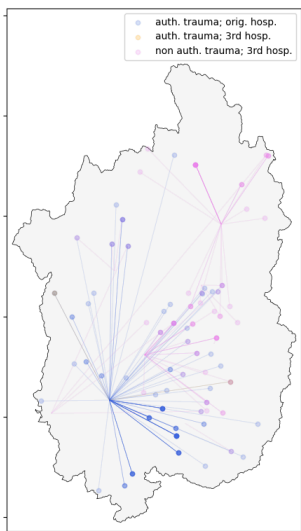 auth. trauma; orig. hosp.
auth. trauma; 3rd hosp.
non auth. trauma; 3rd hosp.